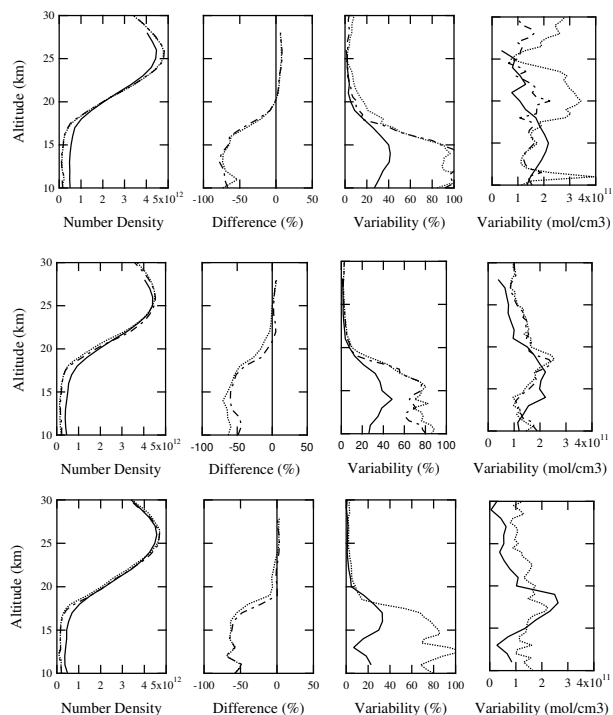 30
25
20
15
10
Altitude (km)
0 1 2 3 4 5x10^12
Number Density
-100 -50 0 50
Difference (%)
0 20 40 60 80 100
Variability (%)
0 1 2 3 4x10^11
Variability (mol/cm3)
30
25
20
15
10
Altitude (km)
0 1 2 3 4 5x10^12
Number Density
-100 -50 0 50
Difference (%)
0 20 40 60 80 100
Variability (%)
0 1 2 3 4x10^11
Variability (mol/cm3)
30
25
20
15
10
Altitude (km)
0 1 2 3 4 5x10^12
Number Density
-100 -50 0 50
Difference (%)
0 20 40 60 80 100
Variability (%)
0 1 2 3 4x10^11
Variability (mol/cm3)